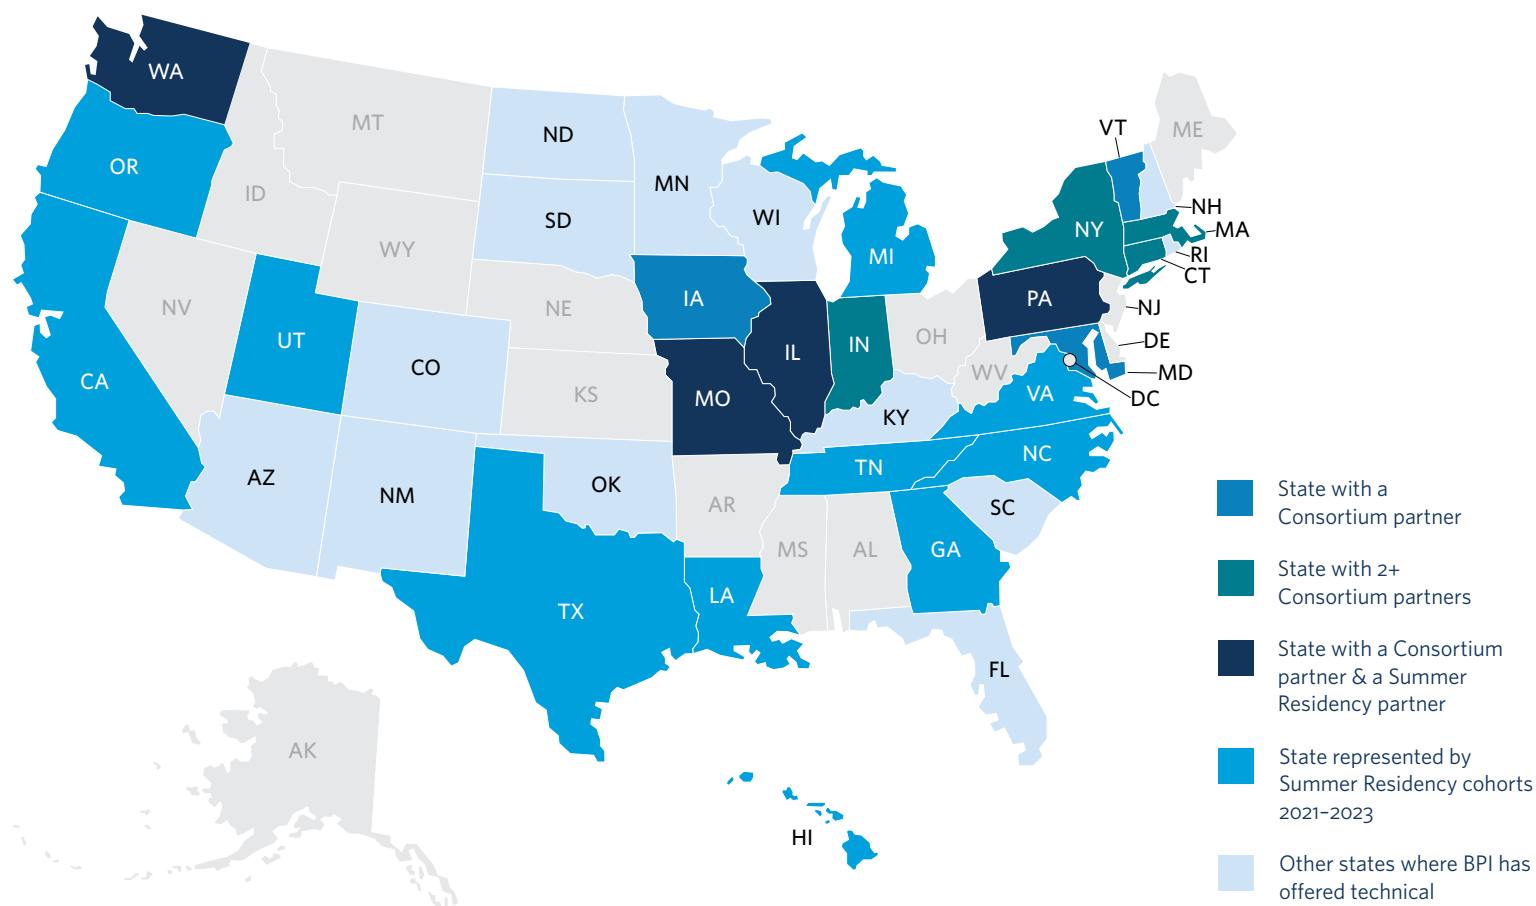 WA
MT
ND
MN
VT
ME
OR
ID
SD
WI
NH
NY
MA
WY
MI
RI
CT
IA
PA
NV
NE
NJ
UT
OH
IL
IN
DE
CO
WV
MD
CA
KS
MO
VA
DC
KY
AZ
TN
NC
NM
OK
AR
SC
MS
AL
GA
TX
LA
FL
AK
HI
State with a
Consortium partner
State with 2+
Consortium partners
State with a Consortium
partner & a Summer
Residency partner
State represented by
Summer Residency cohorts
2021–2023
Other states where BPI has
offered technical